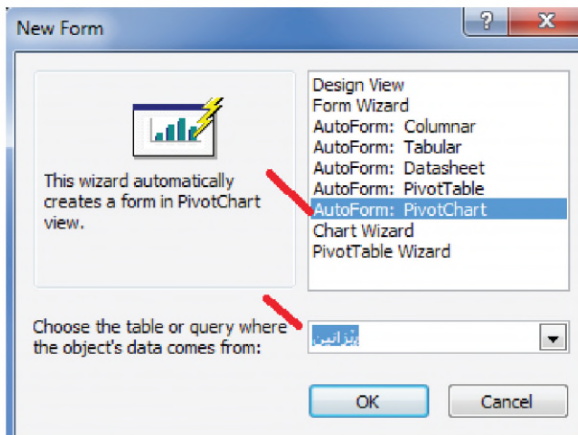 New Form
Design View
Form Wizard
AutoForm: Columnar
AutoForm: Tabular
AutoForm: Datasheet
AutoForm: PivotTable
AutoForm: PivotChart
Chart Wizard
PivotTable Wizard
This wizard automatically
creates a form in PivotChart
view.
Choose the table or query where
the object's data comes from:
OK
Cancel